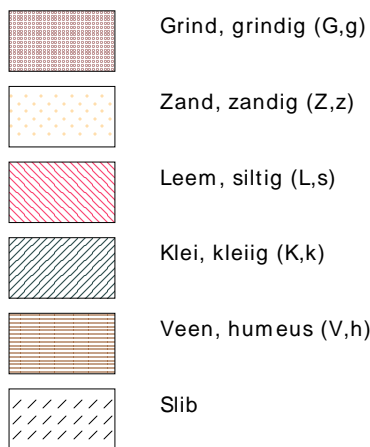 Grind, grindig (G,g)
Zand, zandig (Z,z)
Leem, siltig (L,s)
Klei, kleiig (K,k)
Veen, humeus (V,h)
Slib